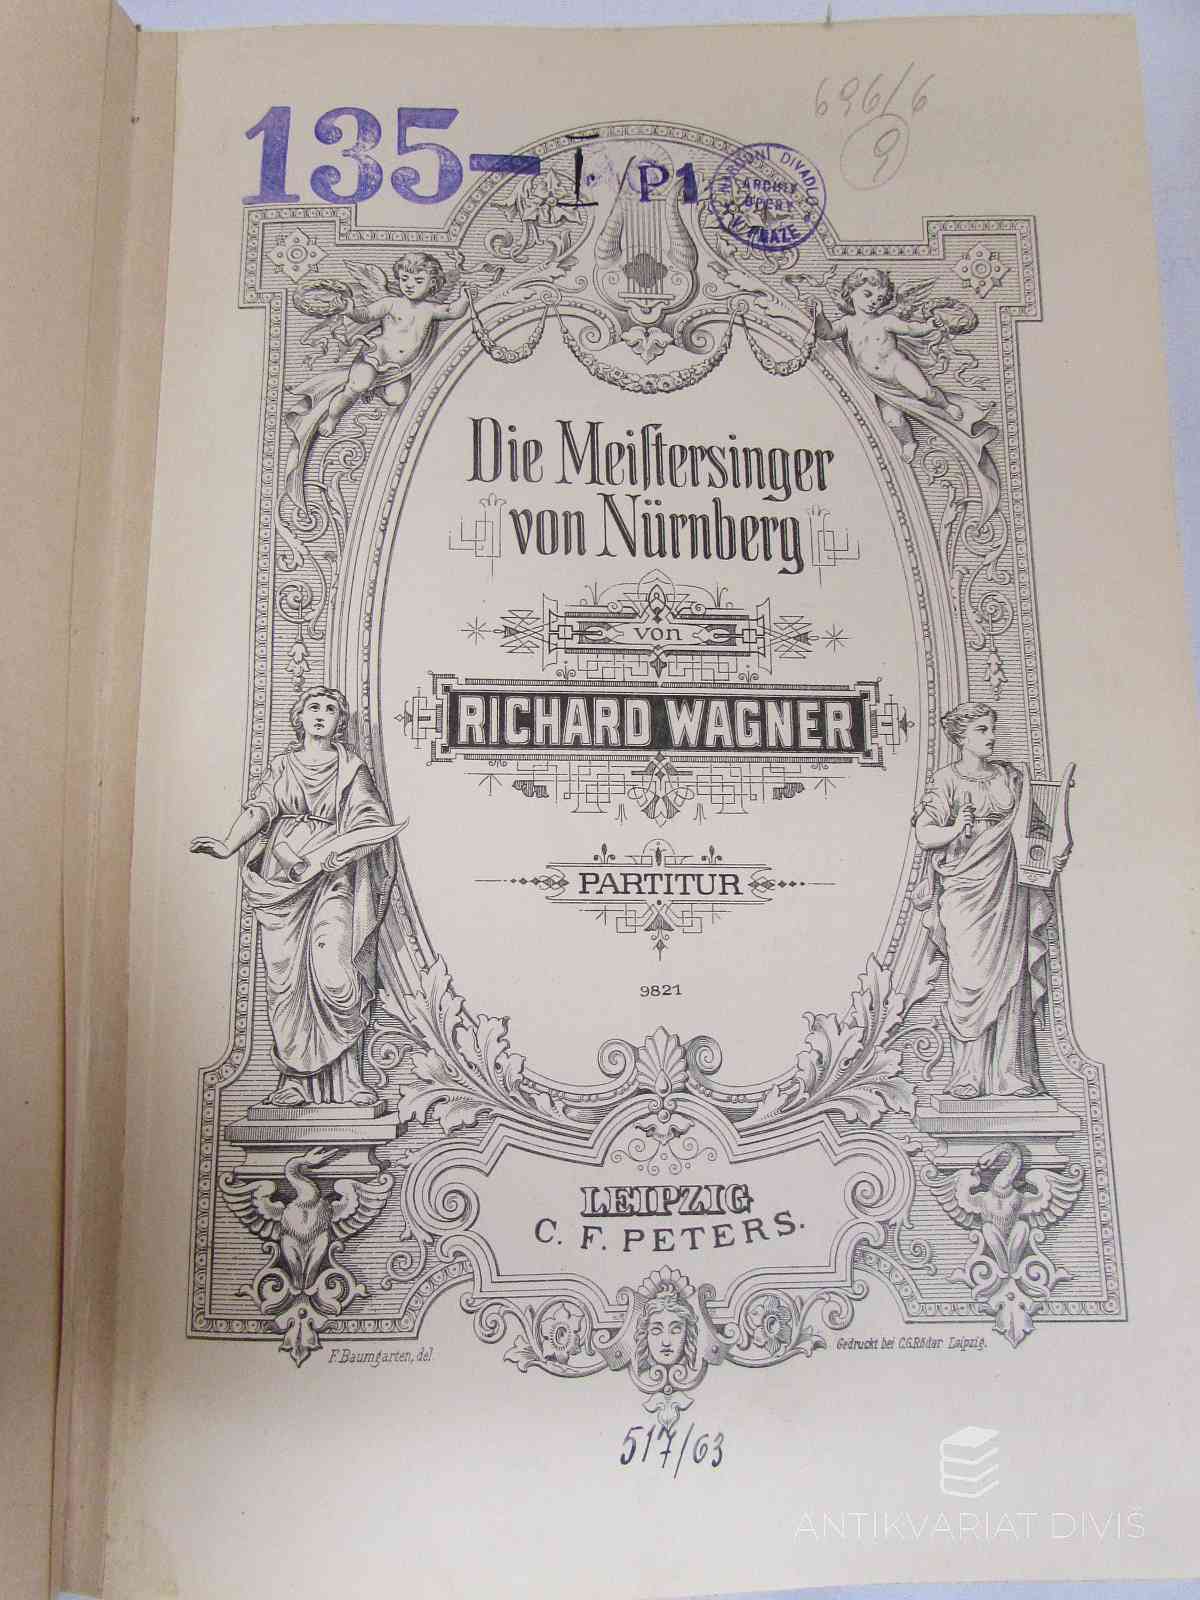 696/6
9
135- I. /P1
NÁRODNÍ DIVADLO
ARCHIV
OPERY
V PRAZE
Die Meistersinger
von Nürnberg
von
RICHARD WAGNER
PARTITUR
9821
LEIPZIG
C. F. PETERS.
F. Baumgarten, del.
Gedruckt bei C.G. Röder Leipzig.
517/63
ANTIKVARIAT DIVIŠ